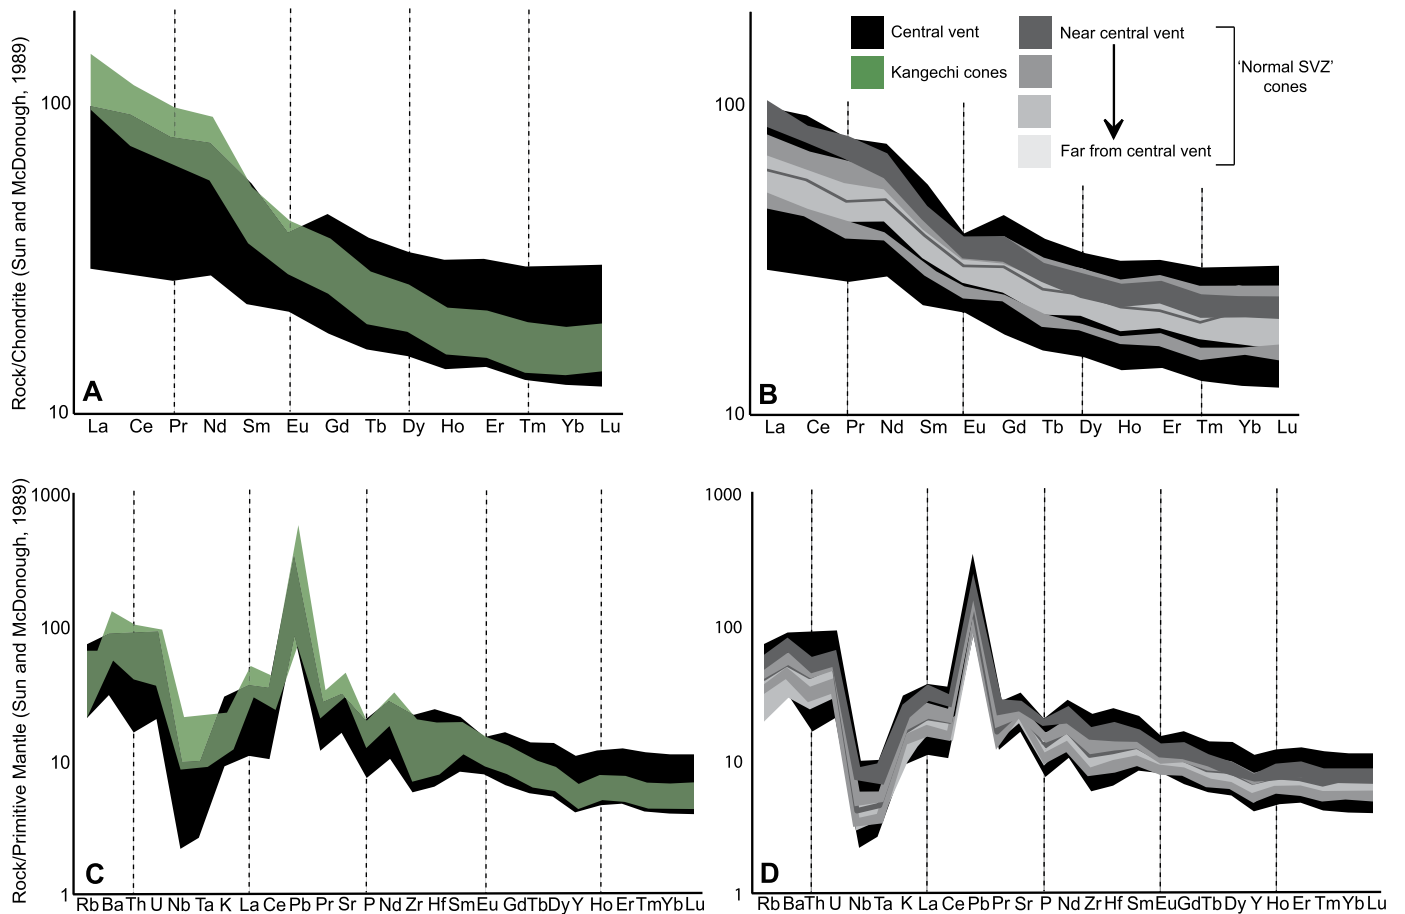 Rock/Chondrite (Sun and McDonough, 1989)
100
10
A
La Ce Pr Nd Sm Eu Gd Tb Dy Ho Er Tm Yb Lu
Central vent
Kangechi cones
Near central vent
Far from central vent
'Normal SVZ'
cones
100
10
B
La Ce Pr Nd Sm Eu Gd Tb Dy Ho Er Tm Yb Lu
Rock/Primitive Mantle (Sun and McDonough, 1989)
1000
100
10
1
C
Rb Ba Th U Nb Ta K La Ce Pb Pr Sr P Nd Zr Hf Sm Eu Gd Tb Dy Y Ho Er Tm Yb Lu
1000
100
10
1
D
Rb Ba Th U Nb Ta K La Ce Pb Pr Sr P Nd Zr Hf Sm Eu Gd Tb Dy Y Ho Er Tm Yb Lu